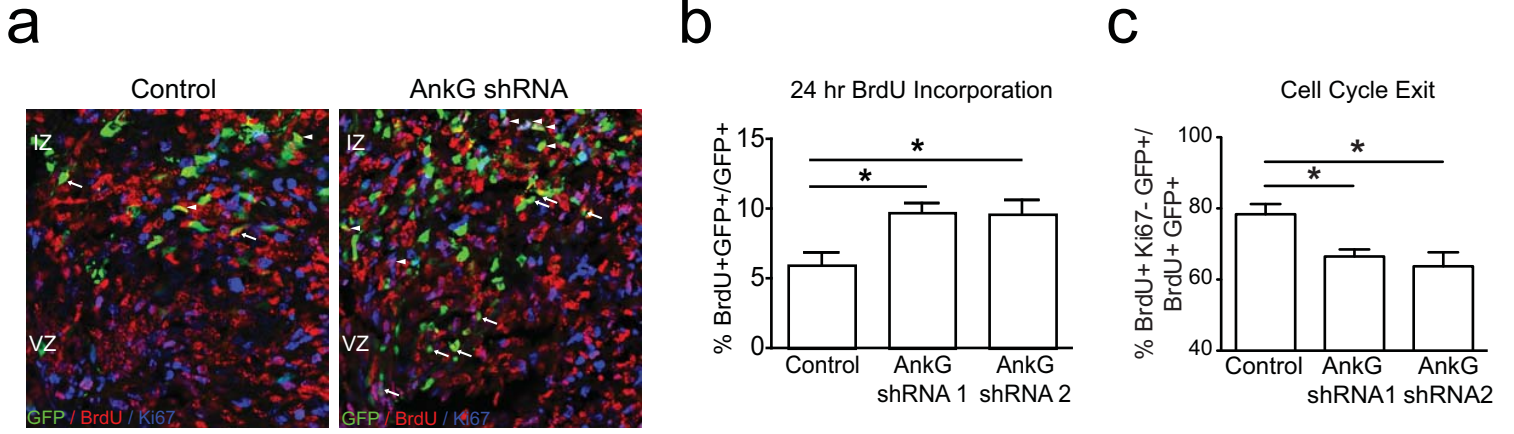 a
Control
AnkG shRNA
IZ
VZ
GFP / BrdU / Ki67
IZ
VZ
GFP / BrdU / Ki67
b
24 hr BrdU Incorporation
% BrdU+GFP+/GFP+
15
10
5
0
*
*
Control
AnkG
shRNA 1
AnkG
shRNA 2
c
Cell Cycle Exit
% BrdU+ Ki67- GFP+/
BrdU+ GFP+
100
80
60
40
*
*
Control
AnkG
shRNA1
AnkG
shRNA2